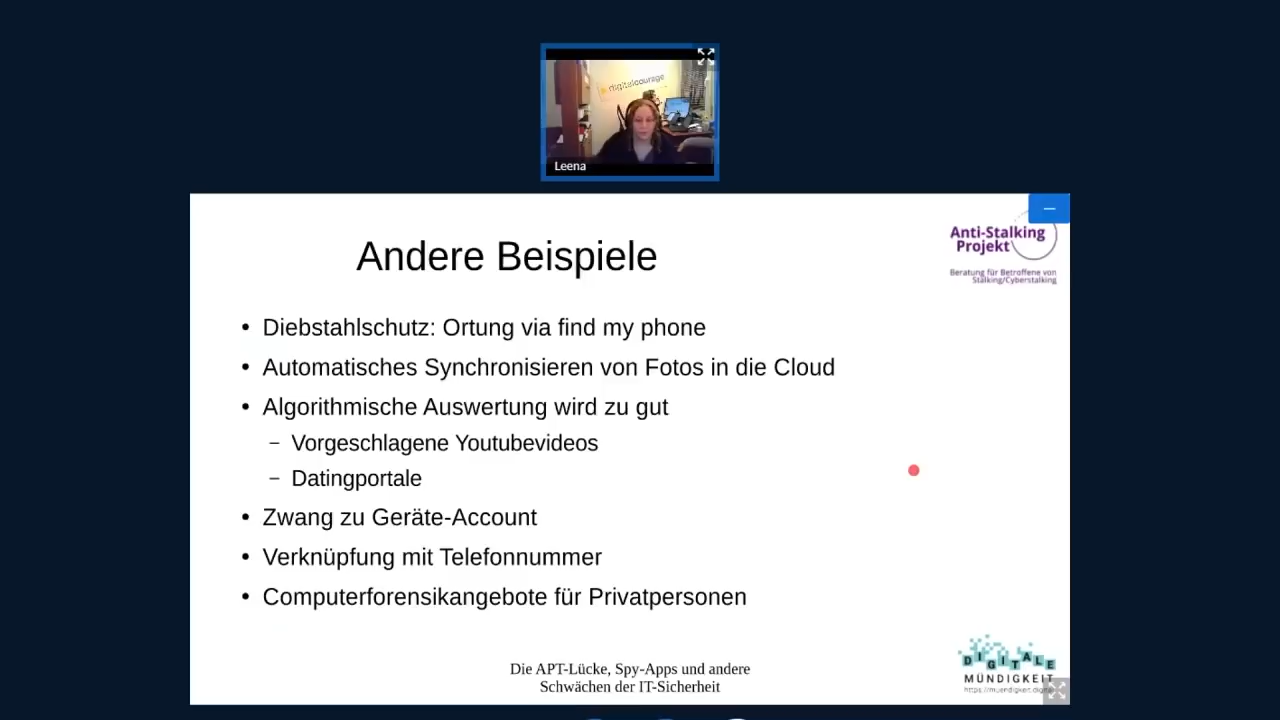 digitalcourage
Leena
Anti-Stalking
Projekt
Beratung für Betroffene von
Stalking/Cyberstalking
Andere Beispiele
• Diebstahlschutz: Ortung via find my phone
• Automatisches Synchronisieren von Fotos in die Cloud
• Algorithmische Auswertung wird zu gut
– Vorgeschlagene Youtubevideos
– Datingportale
• Zwang zu Geräte-Account
• Verknüpfung mit Telefonnummer
• Computerforensikangebote für Privatpersonen
Die APT-Lücke, Spy-Apps und andere
Schwächen der IT-Sicherheit
DIGITALE
MÜNDIGKEIT